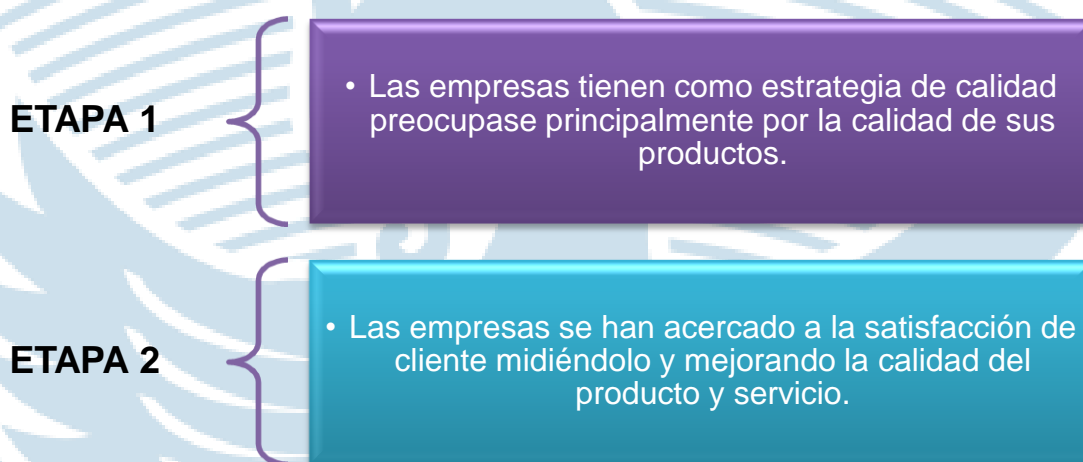 ETAPA 1
• Las empresas tienen como estrategia de calidad
preocupase principalmente por la calidad de sus
productos.
ETAPA 2
• Las empresas se han acercado a la satisfacción de
cliente midiéndolo y mejorando la calidad del
producto y servicio.